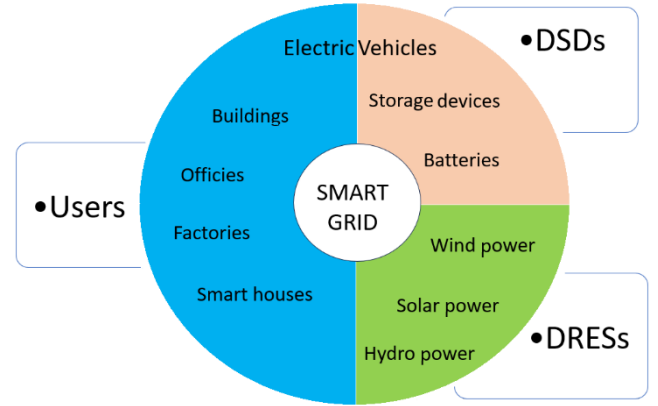 Electric Vehicles
•DSDs
Storage devices
Buildings
Batteries
Officies
SMART
GRID
•Users
Factories
Wind power
Smart houses
Solar power
•DRESs
Hydro power